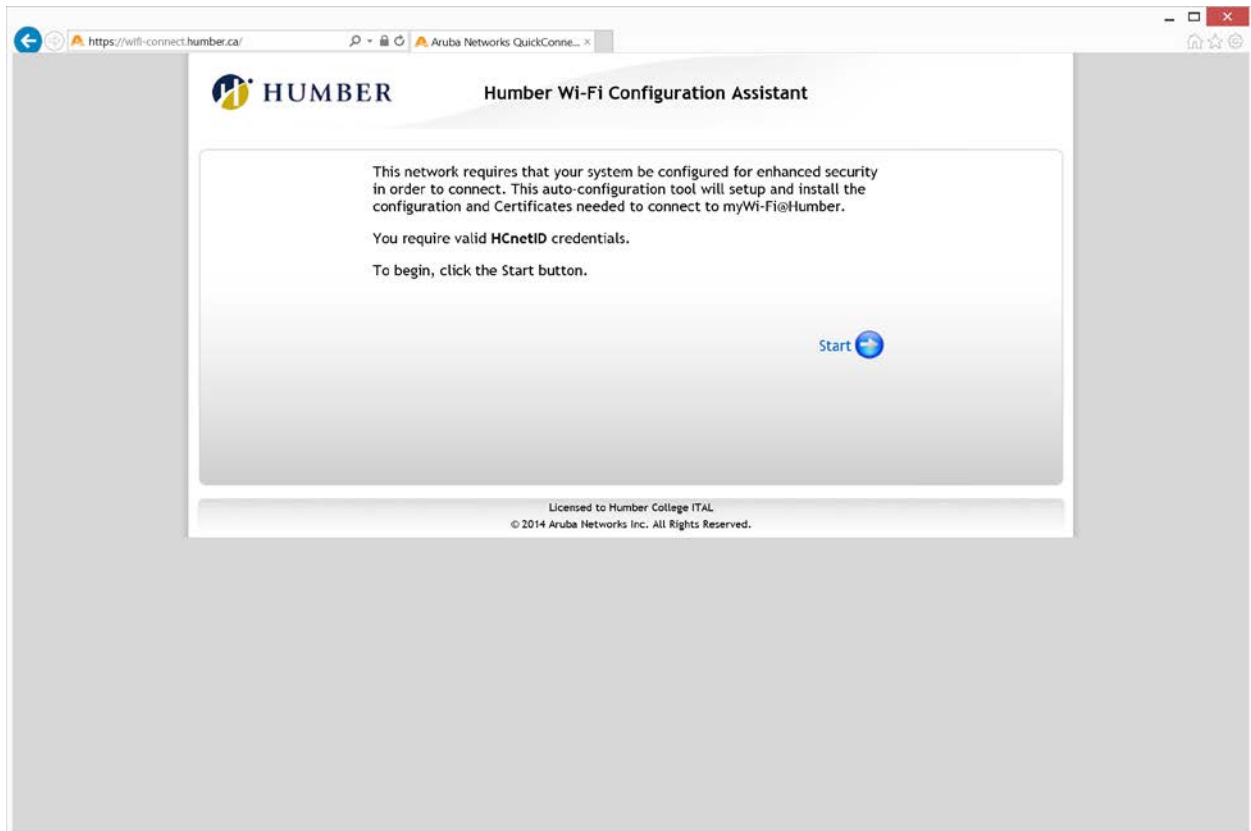 https://wifi-connect.humber.ca/
Aruba Networks QuickConne...
HUMBER
Humber Wi-Fi Configuration Assistant
This network requires that your system be configured for enhanced security
in order to connect. This auto-configuration tool will setup and install the
configuration and Certificates needed to connect to myWi-Fi@Humber.
You require valid HCnetID credentials.
To begin, click the Start button.
Start
Licensed to Humber College ITAL
© 2014 Aruba Networks Inc. All Rights Reserved.